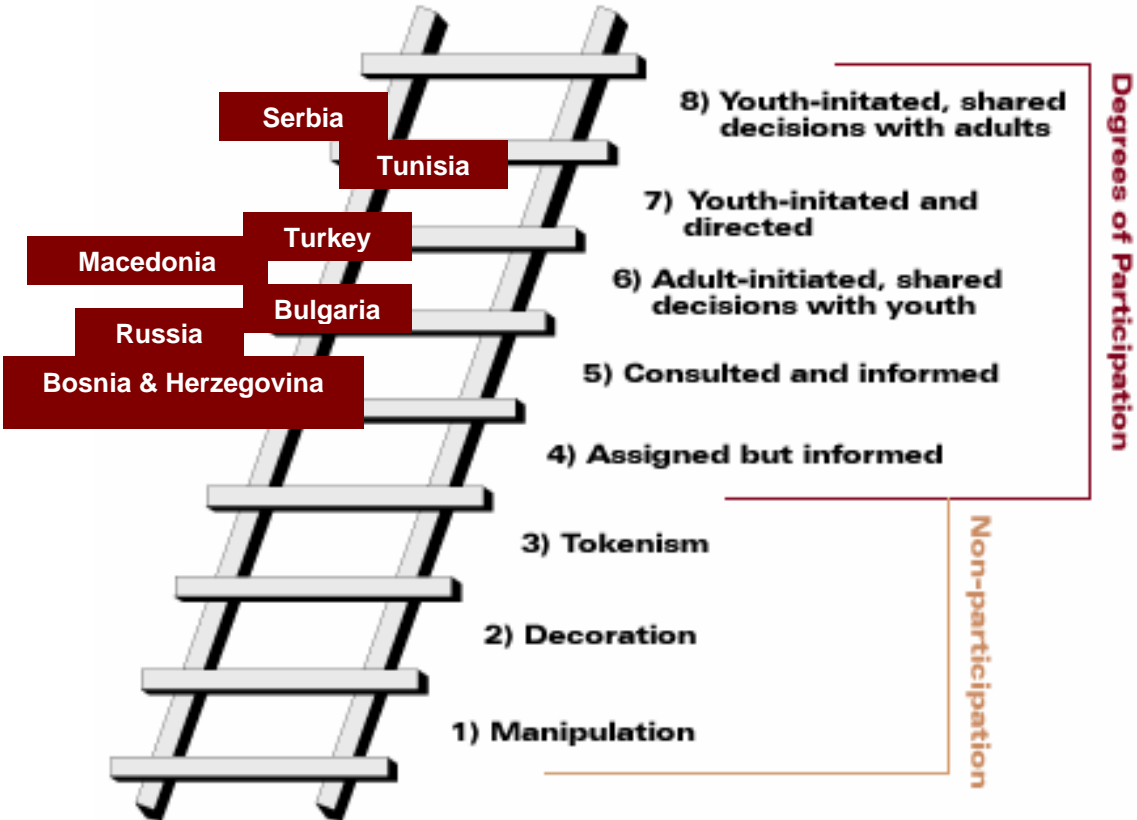 Serbia
Tunisia
Turkey
Macedonia
Bulgaria
Russia
Bosnia & Herzegovina
8) Youth-initated, shared
decisions with adults
7) Youth-initated and
directed
6) Adult-initiated, shared
decisions with youth
5) Consulted and informed
4) Assigned but informed
3) Tokenism
2) Decoration
1) Manipulation
Degrees of Participation
Non-participation